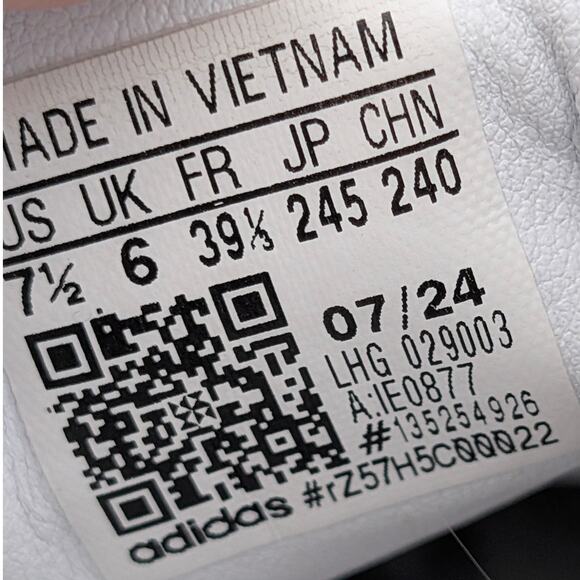 MADE IN VIETNAM
US UK FR JP CHN
7½ 6 39⅓ 245 240
07/24
LHG 029003
A:IE0877
#135254926
#rZ57H5C00022
adidas